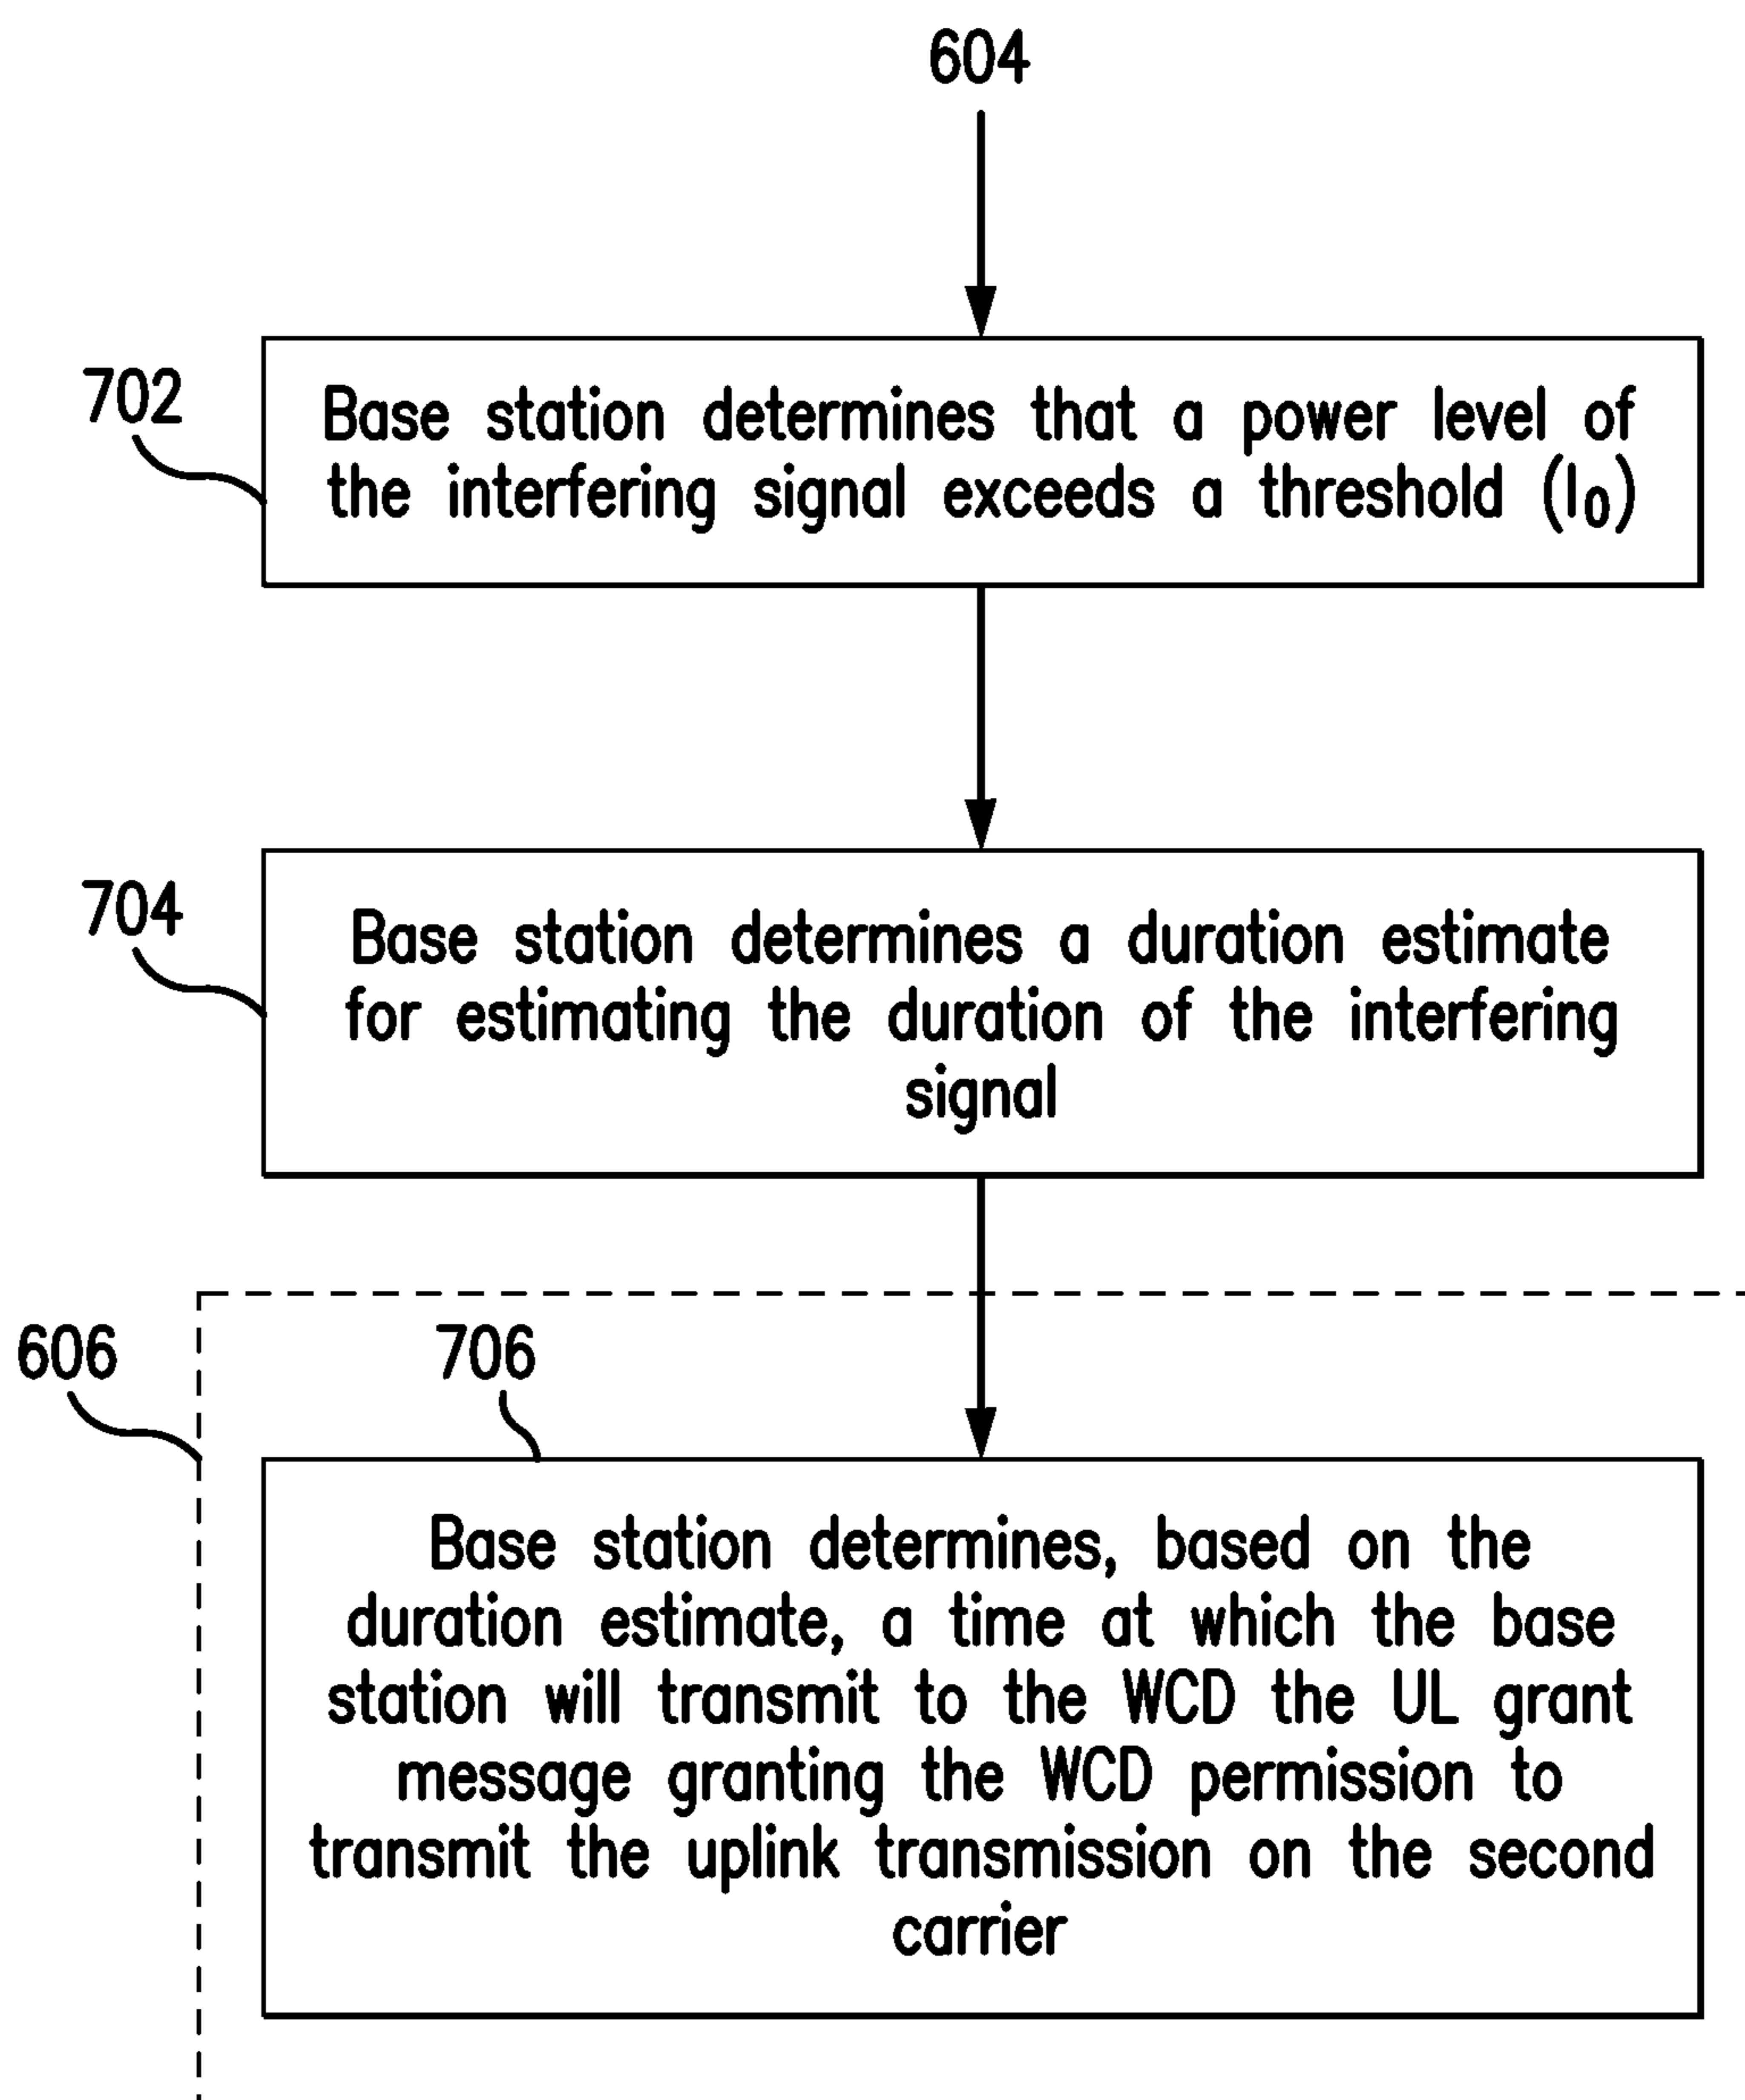 604
702
Base station determines that a power level of
the interfering signal exceeds a threshold (I0)
704
Base station determines a duration estimate
for estimating the duration of the interfering
signal
606
706
Base station determines, based on the
duration estimate, a time at which the base
station will transmit to the WCD the UL grant
message granting the WCD permission to
transmit the uplink transmission on the second
carrier